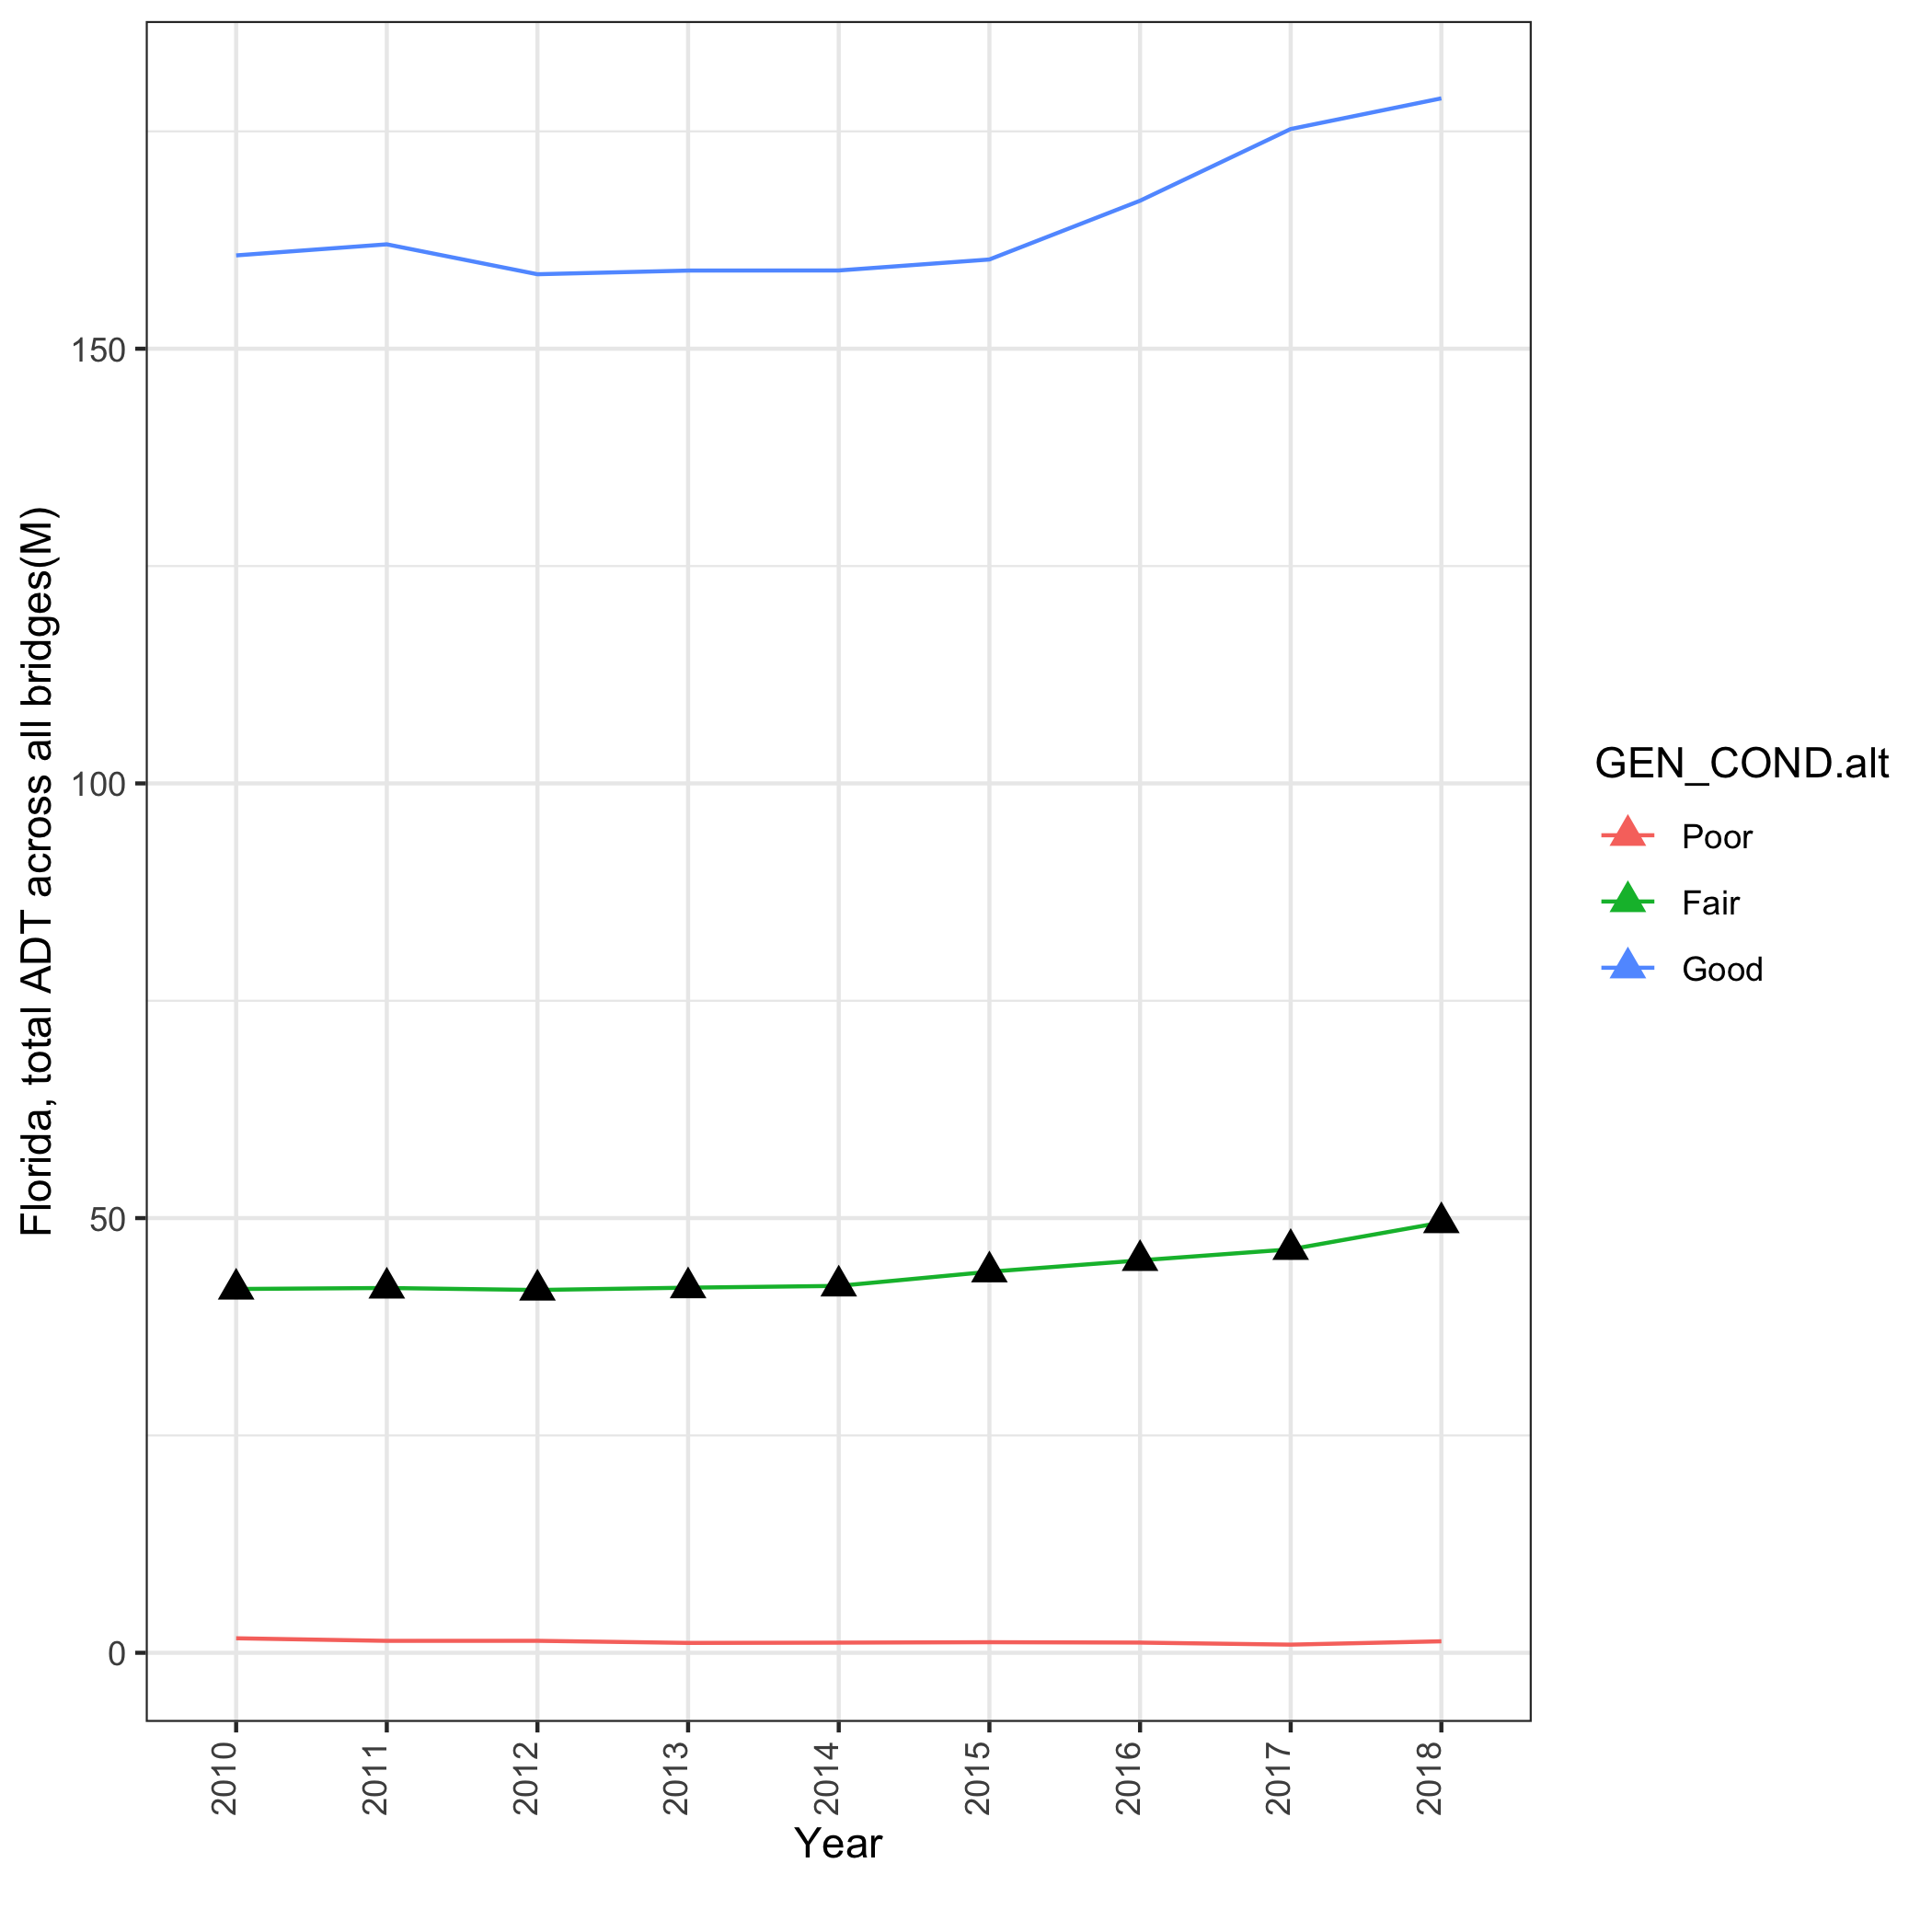 Florida, total ADT across all bridges(M)
150
100
50
0
2010
2011
2012
2013
2014
2015
2016
2017
2018
Year
GEN_COND.alt
Poor
Fair
Good